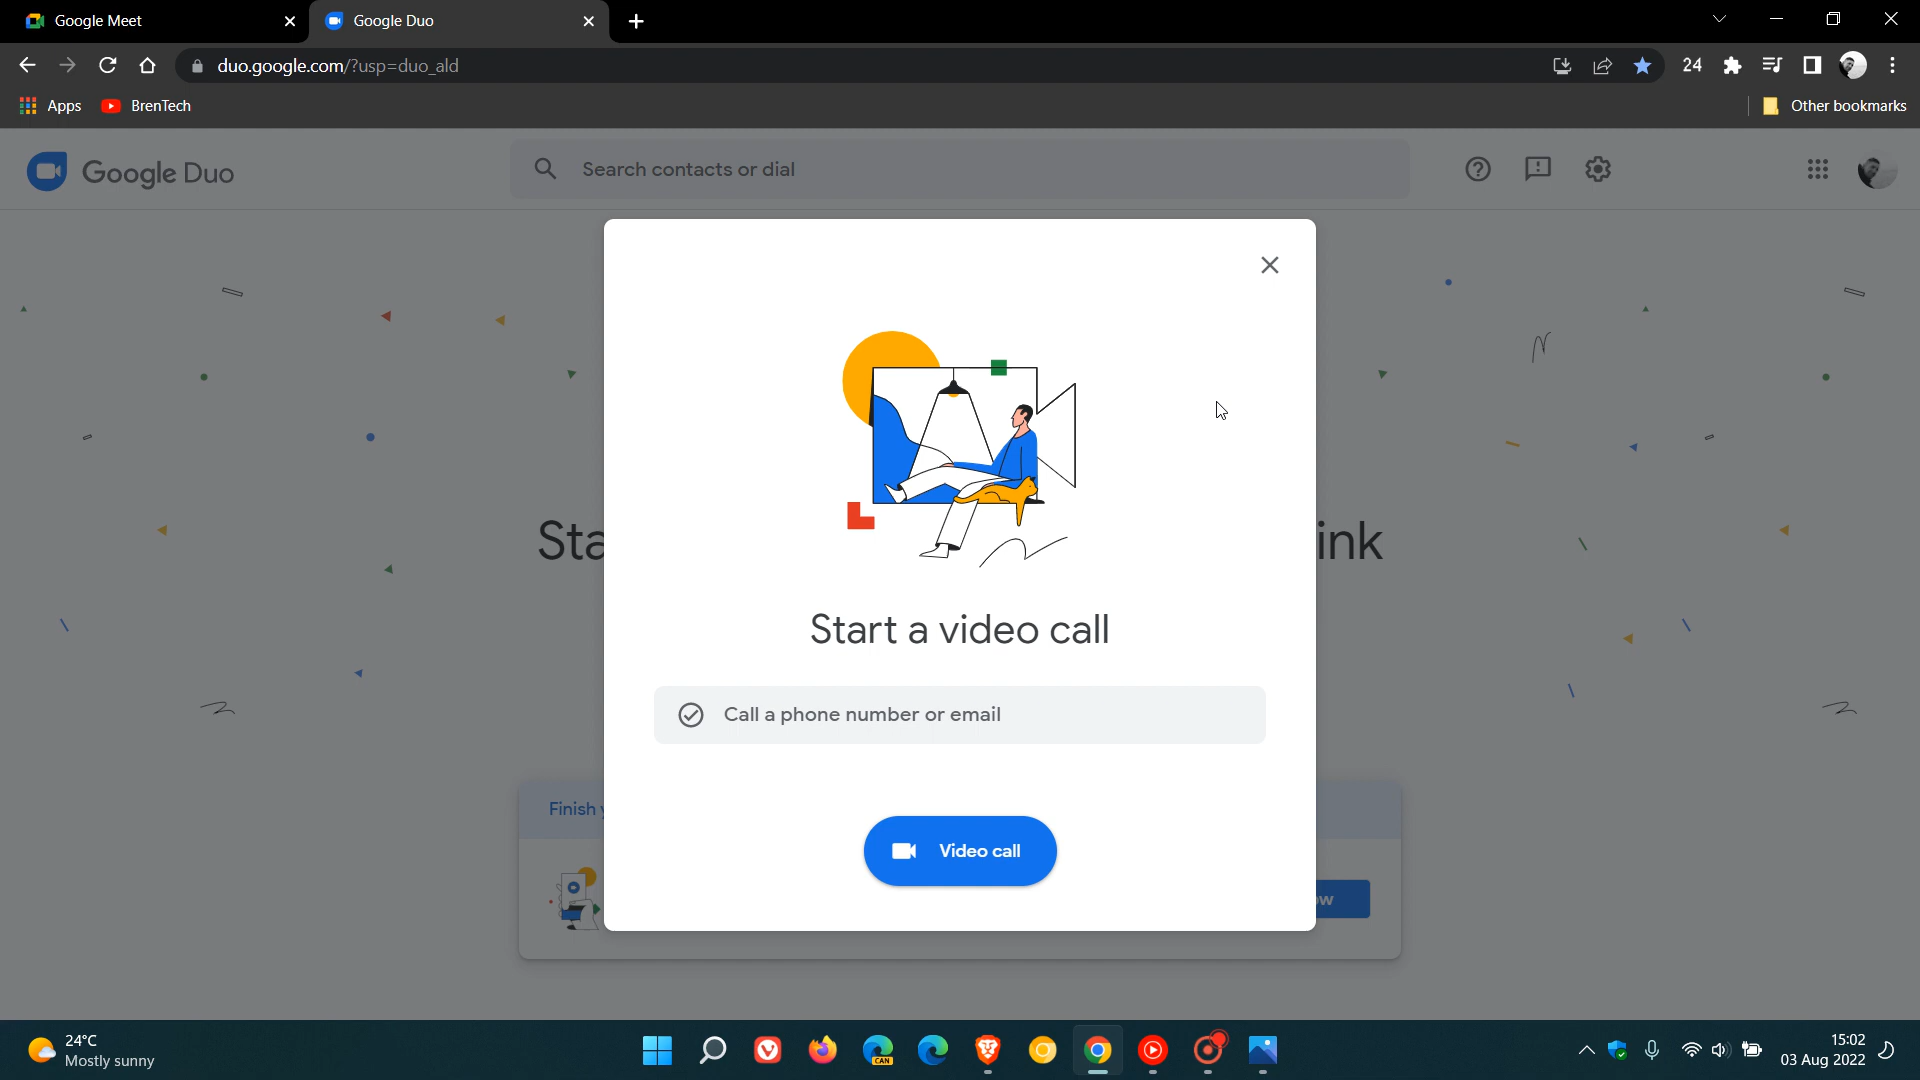 Google Meet
Google Duo
duo.google.com/?usp=duo_ald
24
Apps
BrenTech
Other bookmarks
Google Duo
Search contacts or dial
Sta
ink
Start a video call
Call a phone number or email
Finish
Video call
ow
24°C
Mostly sunny
CAN
15:02
03 Aug 2022